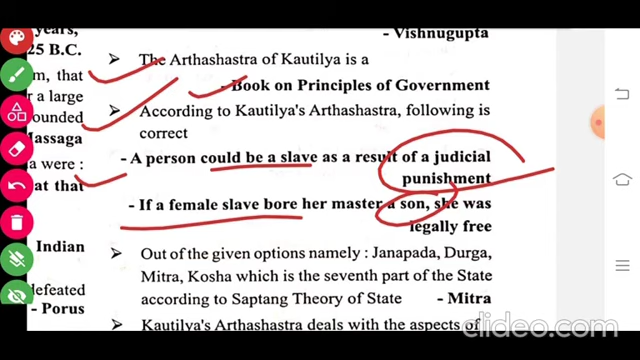 years,
- Vishnugupta
25 B.C.
➤ The Arthashastra of Kautilya is a
m, that
- Book on Principles of Government
r a large
➤ According to Kautilya's Arthashastra, following is
ounded
correct
Massaga
- A person could be a slave as a result of a judicial
a were :
punishment
at that
- If a female slave bore her master a son, she was
legally free
Indian
➤ Out of the given options namely : Janapada, Durga,
Mitra, Kosha which is the seventh part of the State
defeated
according to Saptang Theory of State - Mitra
- Porus
➤ Kautilya's Arthashastra deals with the aspects of
clideo.com